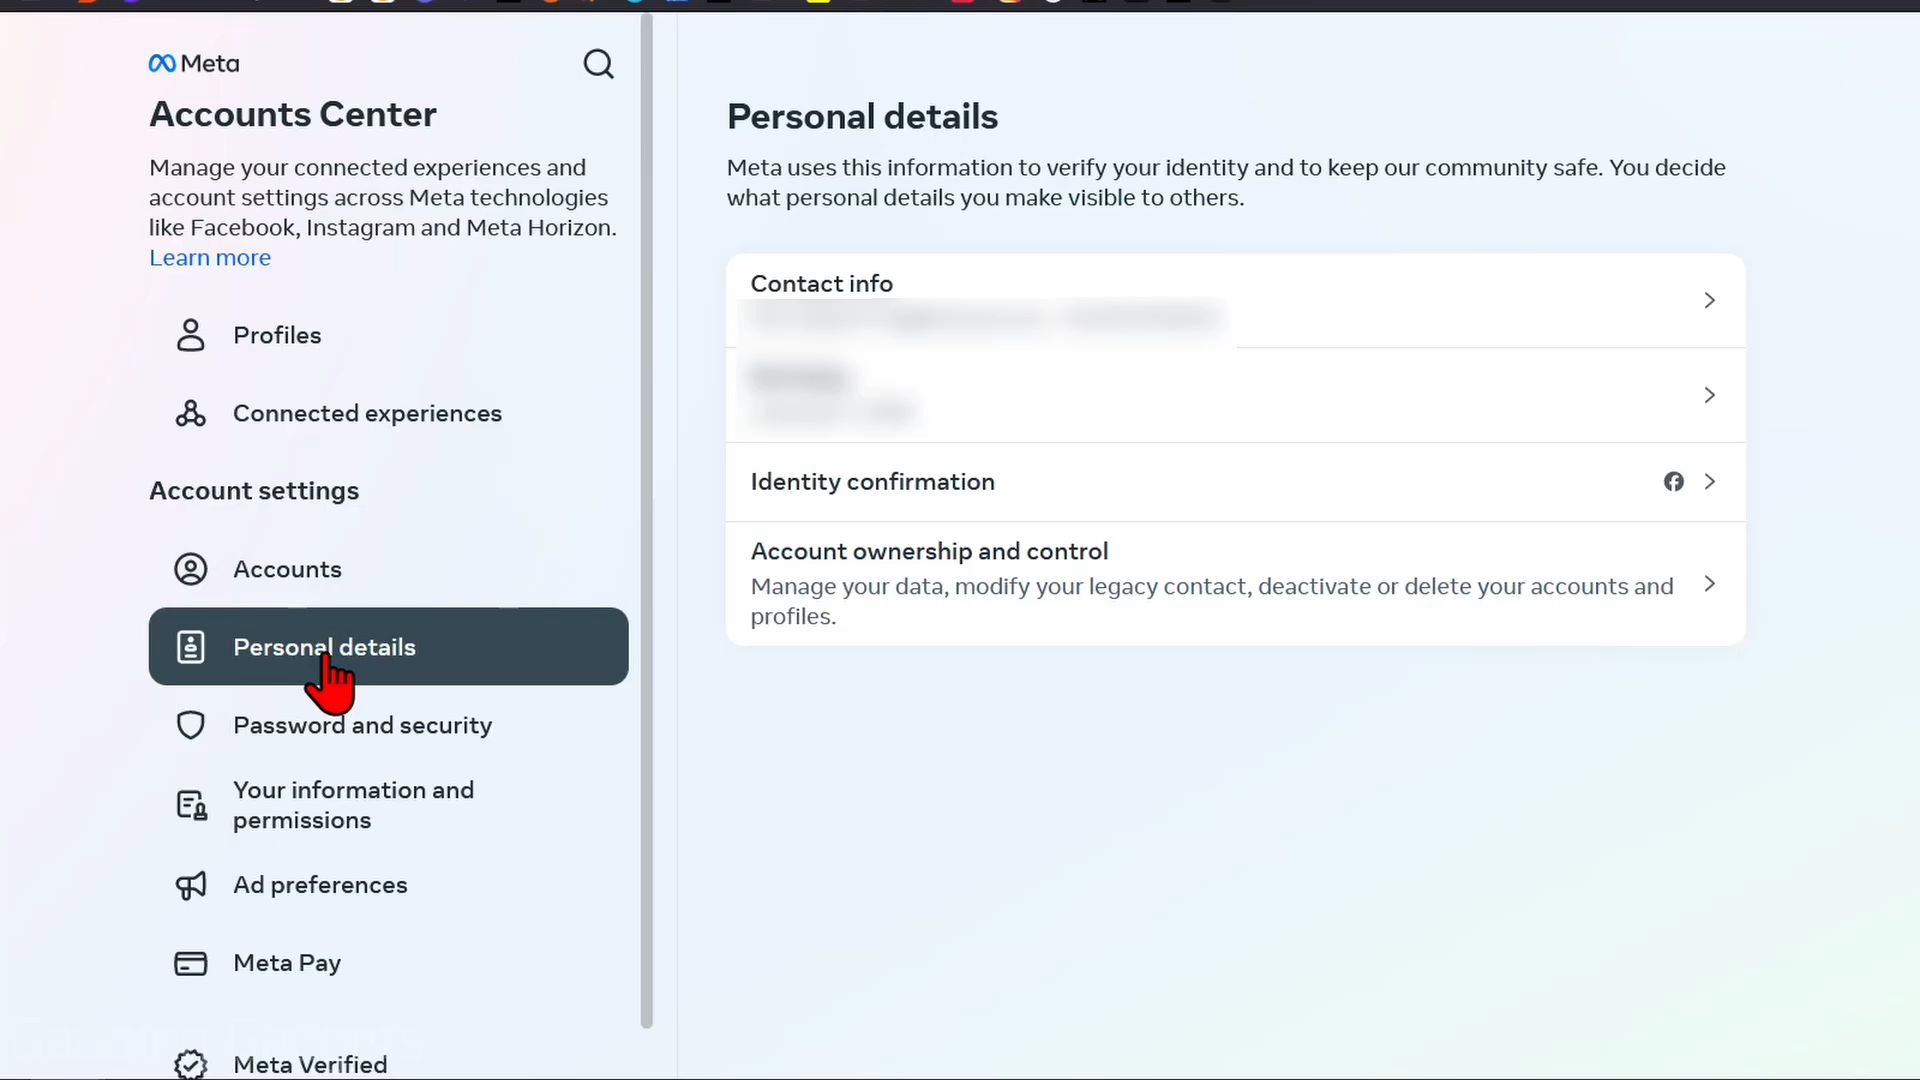 Meta
Accounts Center
Manage your connected experiences and
account settings across Meta technologies
like Facebook, Instagram and Meta Horizon.
Learn more
Profiles
Connected experiences
Account settings
Accounts
Personal details
Password and security
Your information and
permissions
Ad preferences
Meta Pay
Meta Verified
Personal details
Meta uses this information to verify your identity and to keep our community safe. You decide
what personal details you make visible to others.
Contact info
Identity confirmation
Account ownership and control
Manage your data, modify your legacy contact, deactivate or delete your accounts and
profiles.